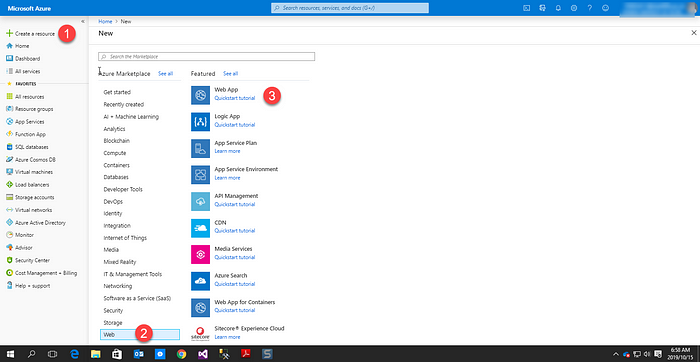 Microsoft Azure
Search resources, services, and docs (G+/)
Create a resource
1
Home
Dashboard
All services
FAVORITES
All resources
Resource groups
App Services
Function App
SQL databases
Azure Cosmos DB
Virtual machines
Load balancers
Storage accounts
Virtual networks
Azure Active Directory
Monitor
Advisor
Security Center
Cost Management + Billing
Help + support
Home > New
New
Search the Marketplace
Azure Marketplace See all
Get started
Recently created
AI + Machine Learning
Analytics
Blockchain
Compute
Containers
Databases
Developer Tools
DevOps
Identity
Integration
Internet of Things
Media
Mixed Reality
IT & Management Tools
Networking
Software as a Service (SaaS)
Security
Storage
Web
2
Featured See all
Web App
Quickstart tutorial
3
Logic App
Quickstart tutorial
App Service Plan
Learn more
App Service Environment
Learn more
API Management
Quickstart tutorial
CDN
Quickstart tutorial
Media Services
Quickstart tutorial
Azure Search
Quickstart tutorial
Web App for Containers
Quickstart tutorial
sitecore
Sitecore® Experience Cloud
6:58 AM
2019/10/15